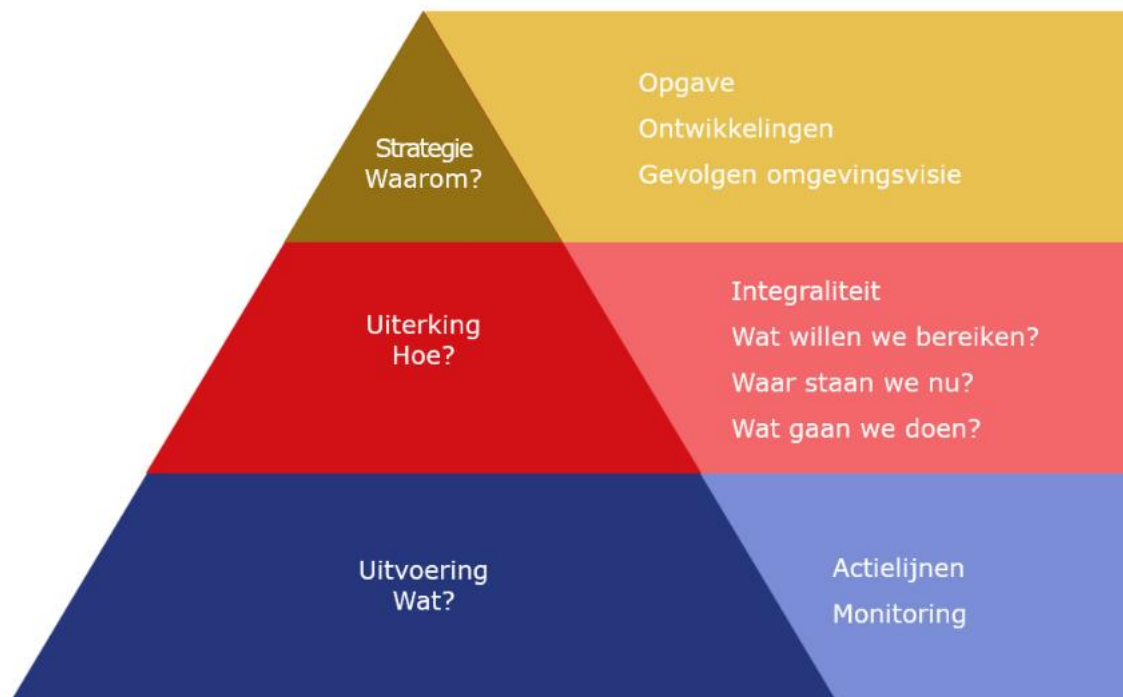 Strategie
Waarom?
Opgave
Ontwikkelingen
Gevolgen omgevingsvisie
Uiterking
Hoe?
Integraliteit
Wat willen we bereiken?
Waar staan we nu?
Wat gaan we doen?
Uitvoering
Wat?
Actielijnen
Monitoring